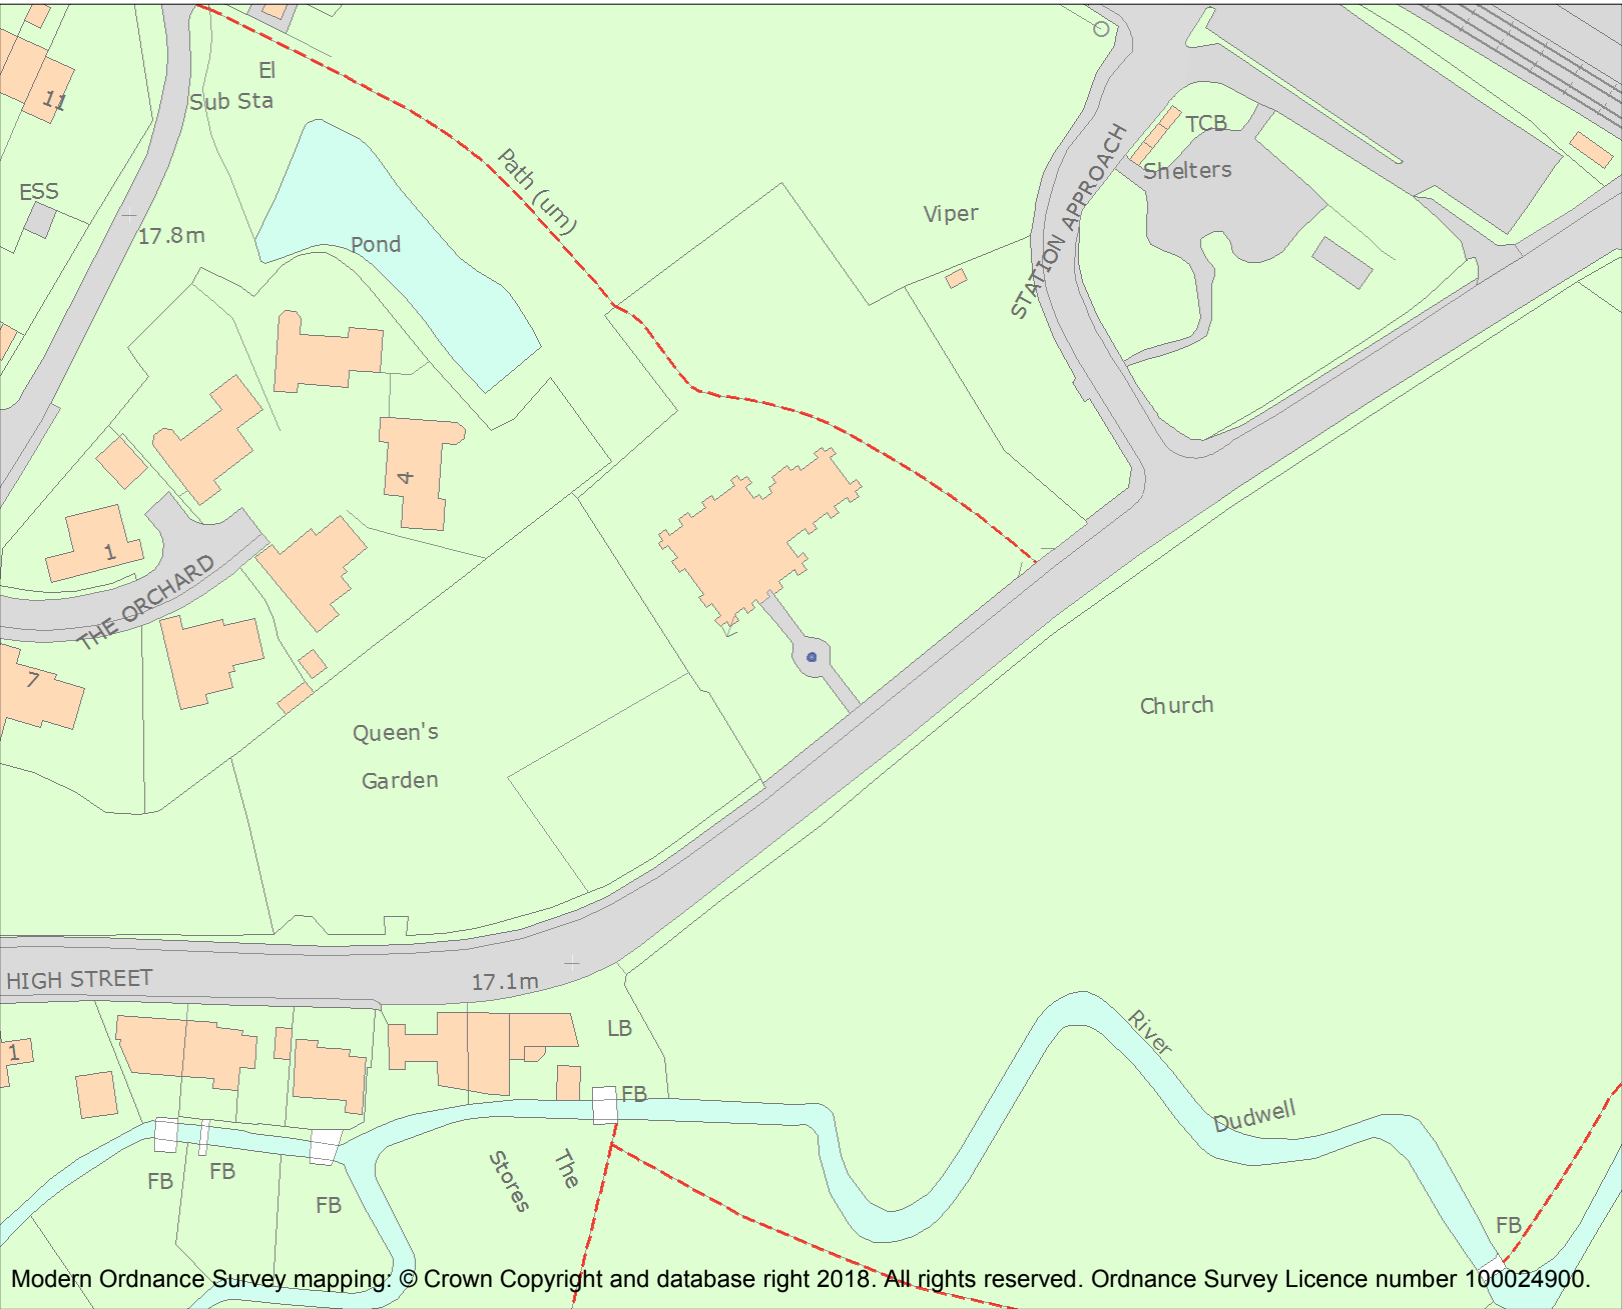 El
Sub Sta
11
TCB
Shelters
Path (um)
STATION APPROACH
ESS
Viper
17.8m
Pond
4
1
THE ORCHARD
7
Church
Queen's
Garden
HIGH STREET
17.1m
LB
River
1
FB
Dudwell
The
Stores
FB
FB
FB
FB
Modern Ordnance Survey mapping: © Crown Copyright and database right 2018. All rights reserved. Ordnance Survey Licence number 100024900.